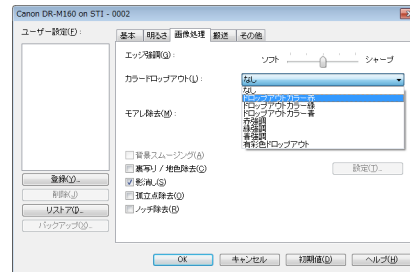 Canon DR-M160 on STI - 0002
ユーザー設定(F):
基本 明るさ 画像処理 搬送 その他
エッジ強調(G):
ソフト シャープ
カラードロップアウト(L):
なし
なし
ドロップアウトカラー赤
ドロップアウトカラー緑
ドロップアウトカラー青
赤強調
緑強調
青強調
有彩色ドロップアウト
モアレ除去(M):
背景スムージング(A)
裏写り / 地色除去(C)
設定(T)...
影消し(S)
孤立点除去(O)
ノッチ除去(R)
登録(Y)...
削除(J)
リストア(I)...
バックアップ(X)...
OK キャンセル 初期値(D) ヘルプ(H)